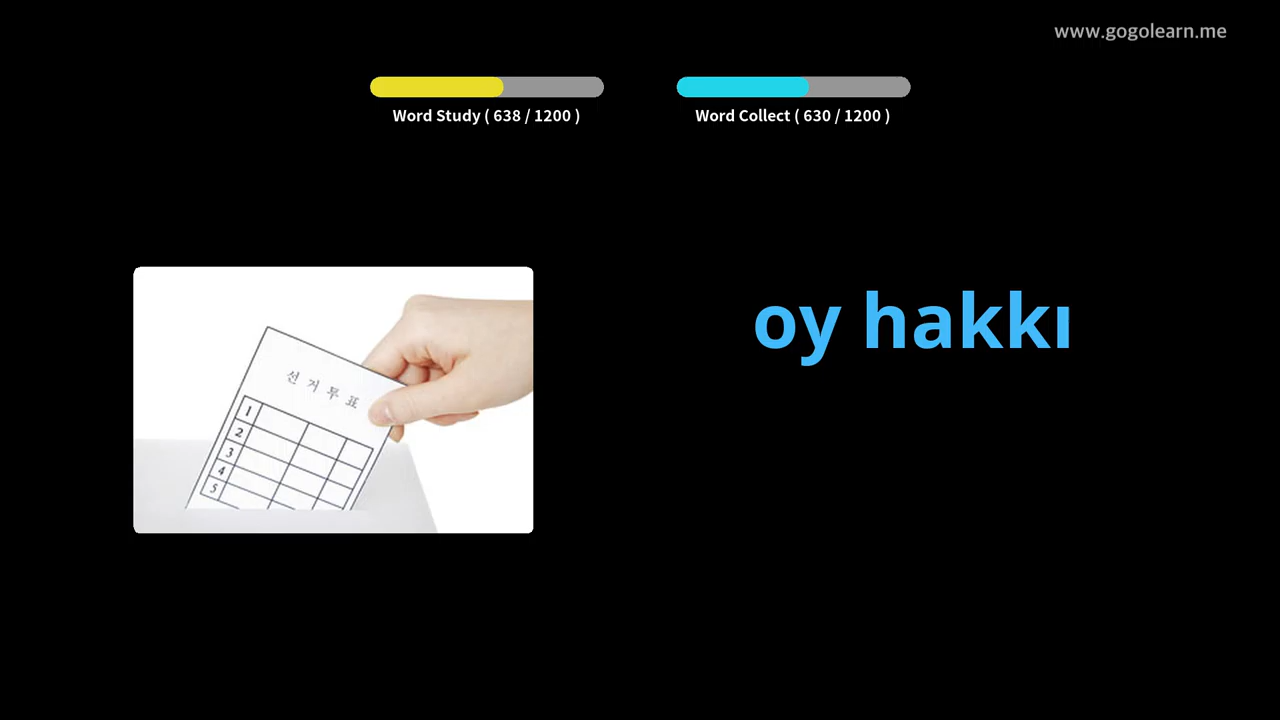 www.gogolearn.me
Word Study ( 638 / 1200 )
Word Collect ( 630 / 1200 )
oy hakkı
선거투표
1
2
3
4
5